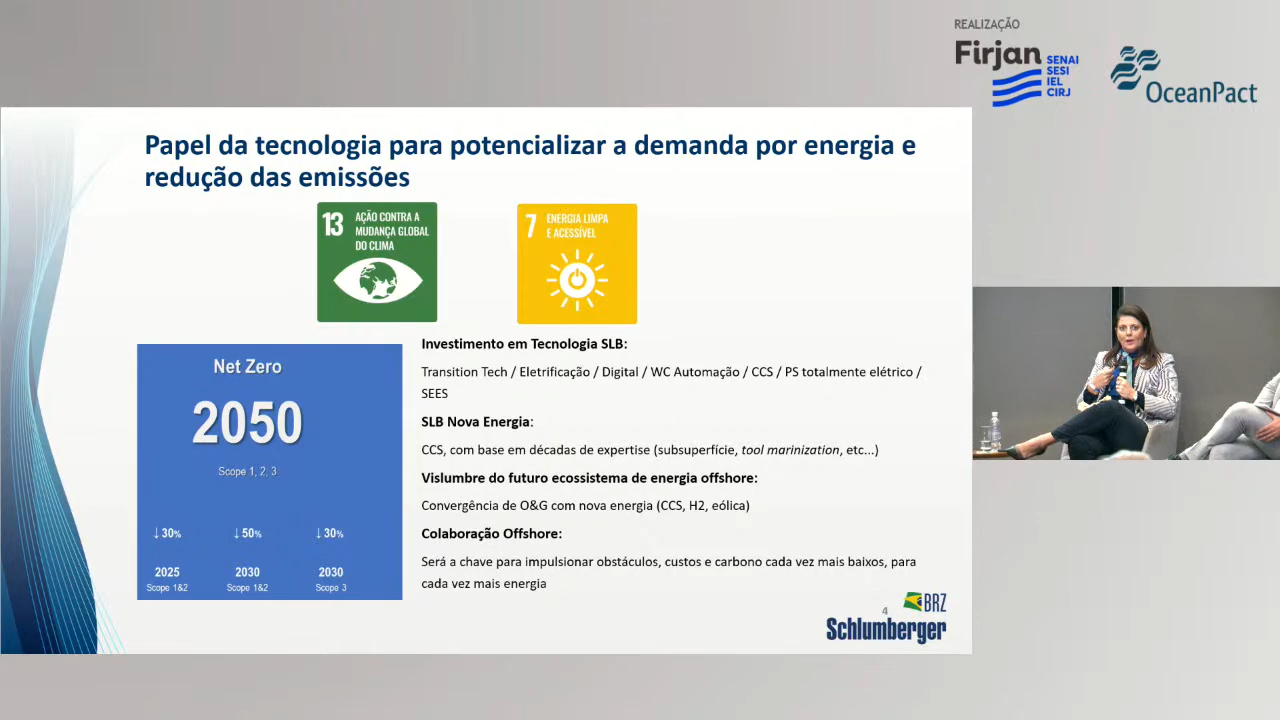 REALIZAÇÃO
Firjan
SENAI
SESI
IEL
CIRJ
OceanPact
Papel da tecnologia para potencializar a demanda por energia e
redução das emissões
13 AÇÃO CONTRA A
MUDANÇA GLOBAL
DO CLIMA
7 ENERGIA LIMPA
E ACESSÍVEL
Net Zero
2050
Scope 1, 2, 3
↓30% ↓50% ↓30%
2025 2030 2030
Scope 1&2 Scope 1&2 Scope 3
Investimento em Tecnologia SLB:
Transition Tech / Eletrificação / Digital / WC Automação / CCS / PS totalmente elétrico /
SEES
SLB Nova Energia:
CCS, com base em décadas de expertise (subsuperfície, tool marinization, etc...)
Vislumbre do futuro ecossistema de energia offshore:
Convergência de O&G com nova energia (CCS, H2, eólica)
Colaboração Offshore:
Será a chave para impulsionar obstáculos, custos e carbono cada vez mais baixos, para
cada vez mais energia
4
BRZ
Schlumberger